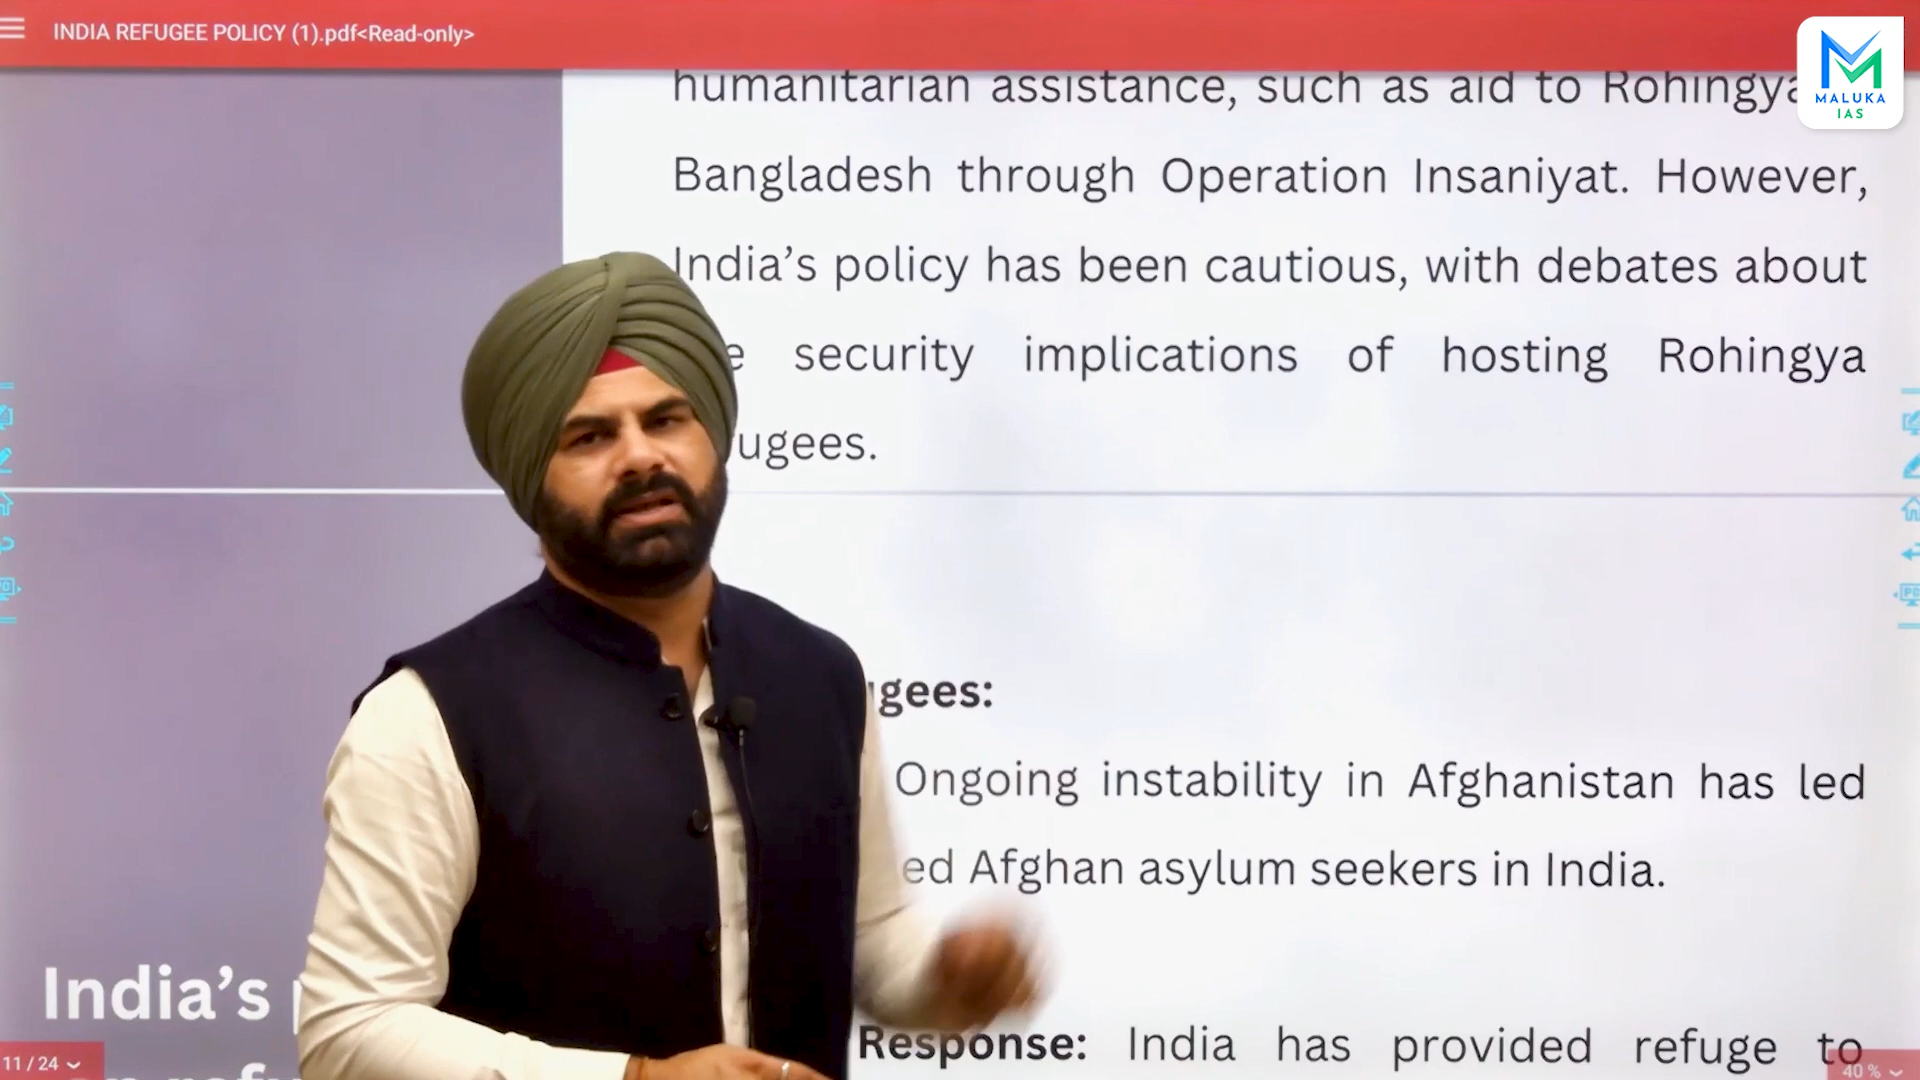 INDIA REFUGEE POLICY (1).pdf<Read-only>
MALUKA
IAS
humanitarian assistance, such as aid to
Bangladesh through Operation Insaniyat. However,
India’s policy has been cautious, with debates about
security implications of hosting Rohingya
ugees.
gees:
Ongoing instability in Afghanistan has led
ed Afghan asylum seekers in India.
Response: India has provided refuge to
India’s
11 / 24
40 %